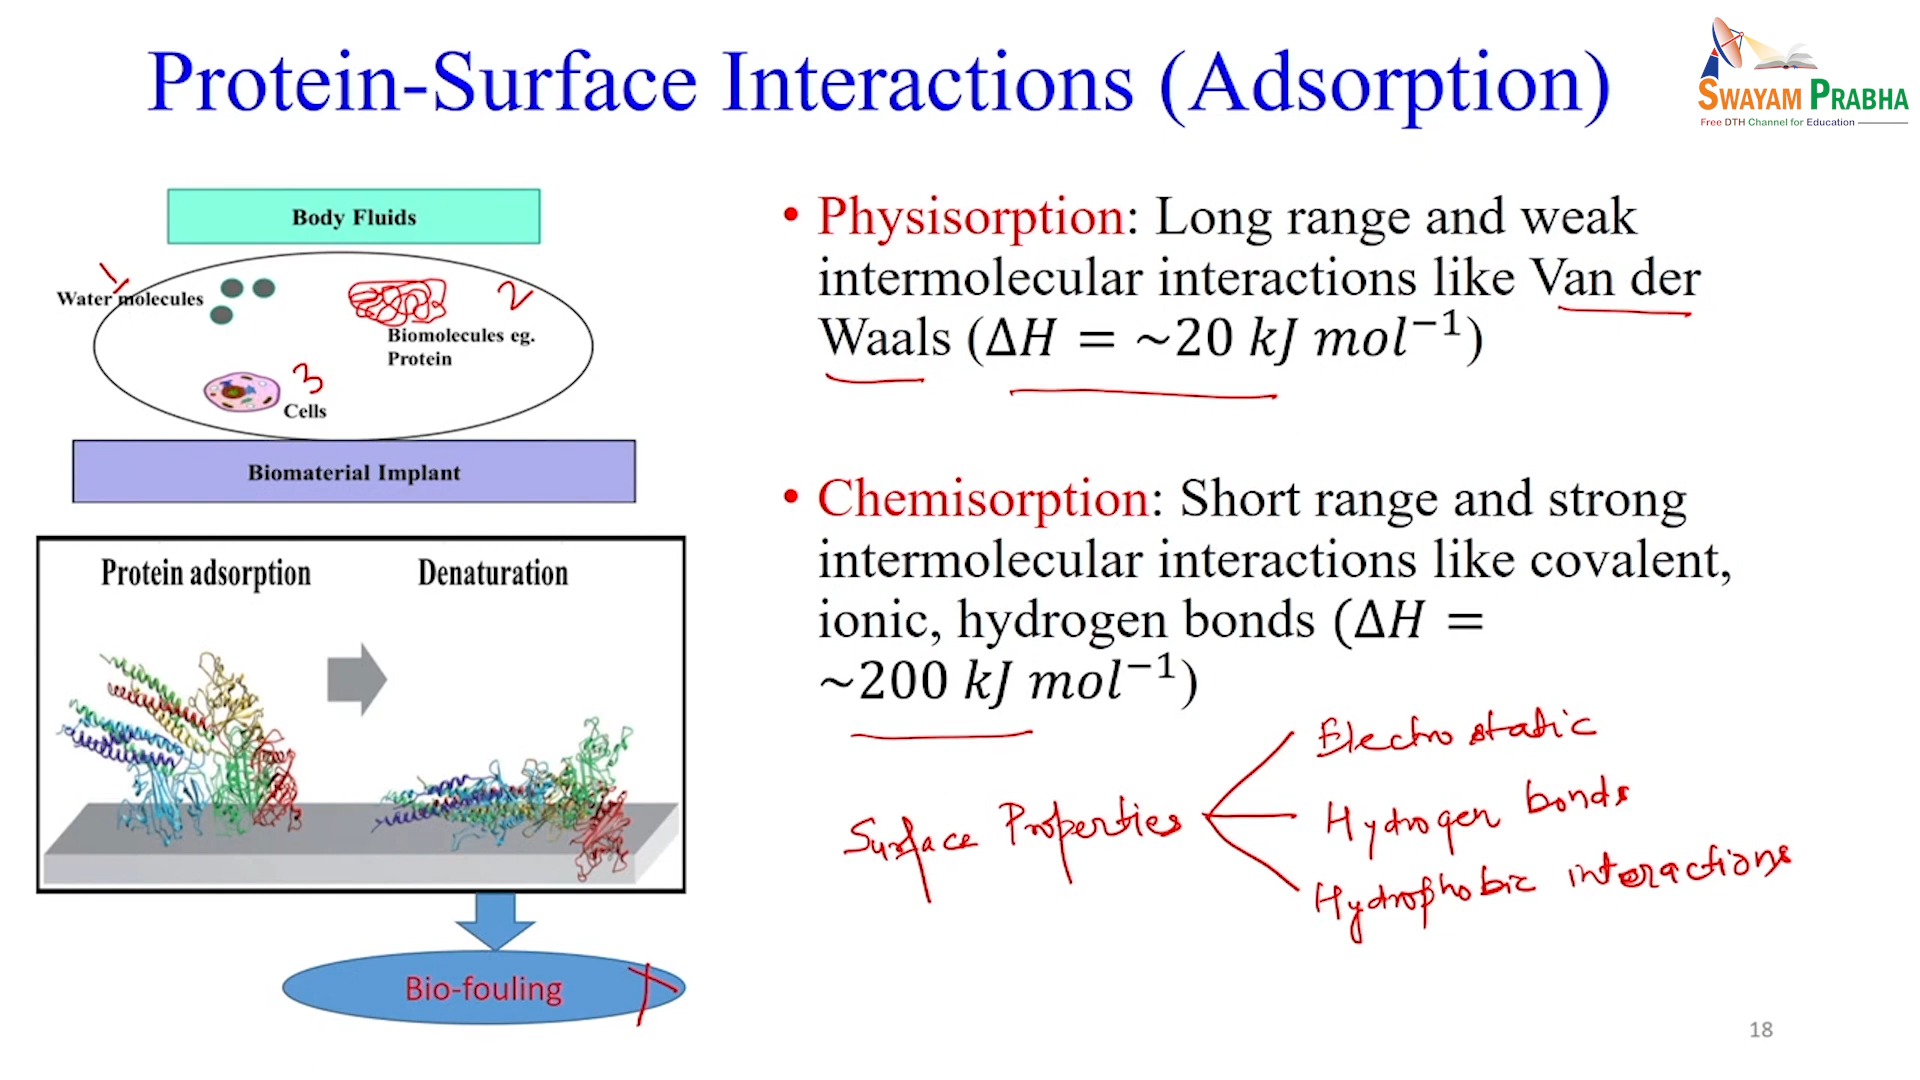 Protein-Surface Interactions (Adsorption)
SWAYAM PRABHA
Free DTH Channel for Education
Body Fluids
1
Water molecules
2
Biomolecules eg.
Protein
3
Cells
Biomaterial Implant
Protein adsorption
Denaturation
Bio-fouling
• Physisorption: Long range and weak
intermolecular interactions like Van der
Waals (ΔH = ~20 kJ mol⁻¹)
• Chemisorption: Short range and strong
intermolecular interactions like covalent,
ionic, hydrogen bonds (ΔH =
~200 kJ mol⁻¹)
Surface Properties
Electrostatic
Hydrogen bonds
Hydrophobic interactions
18